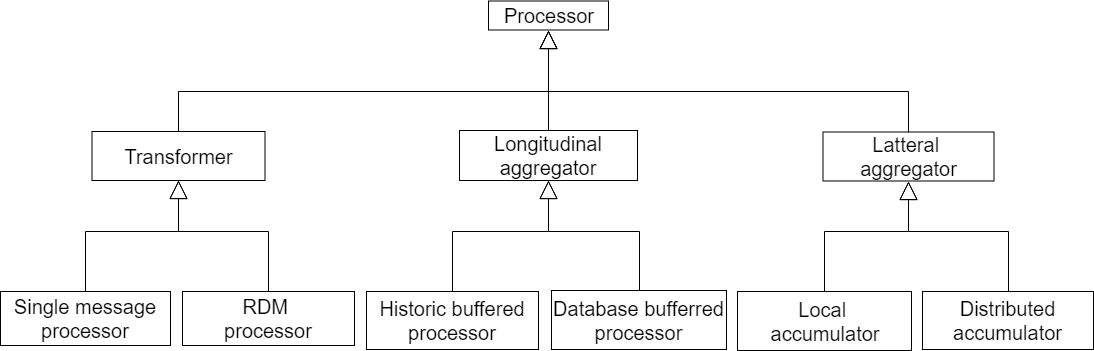 Processor
Transformer
Longitudinal
aggregator
Latteral
aggregator
Single message
processor
RDM
processor
Historic buffered
processor
Database bufferred
processor
Local
accumulator
Distributed
accumulator